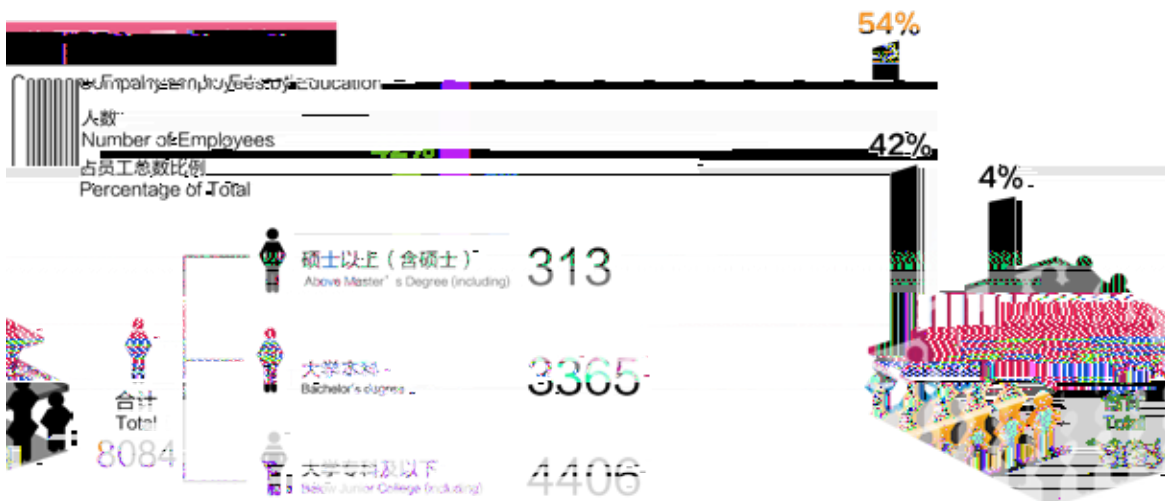 54%
Employees by Education
人数
Number of Employees
42%
占员工总数比例
Percentage of Total
4%
硕士以上（含硕士）
313
Above Master's Degree (including)
大学本科
3365
Bachelor's degree
合计
Total
8084
大学专科及以下
4406
Below Junior College (including)
Total